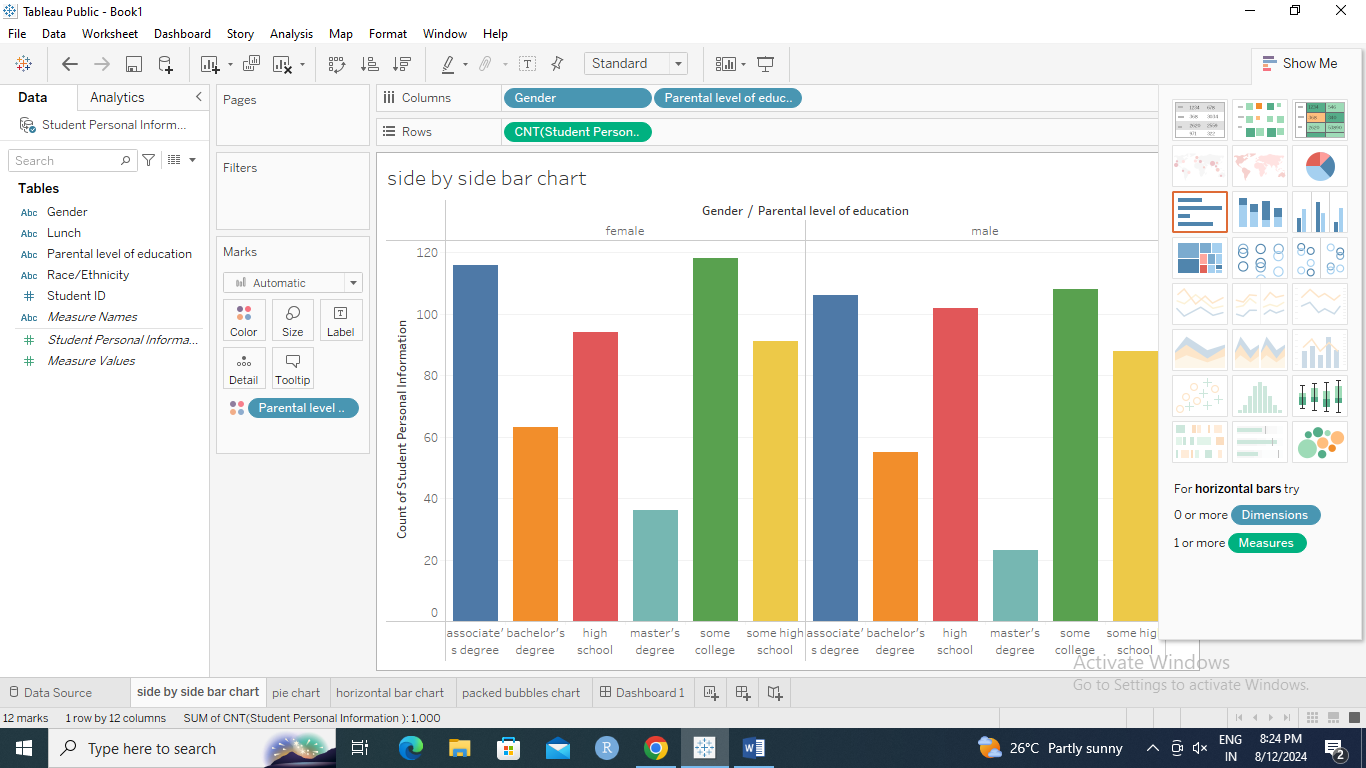 Tableau Public - Book1
File Data Worksheet Dashboard Story Analysis Map Format Window Help
Standard
Show Me
Data Analytics
Student Personal Inform...
Search
Tables
Abc Gender
Abc Lunch
Abc Parental level of education
Abc Race/Ethnicity
# Student ID
Abc Measure Names
# Student Personal Informa...
# Measure Values
Pages
Filters
Marks
Automatic
Color Size Label
Detail Tooltip
Parental level ..
Columns Gender Parental level of educ..
Rows CNT(Student Person..
side by side bar chart
Gender / Parental level of education
female male
Count of Student Personal Information
120
100
80
60
40
20
0
associate' bachelor's high master's some some high associate' bachelor's high master's some some hig
s degree degree school degree college school s degree degree school degree college school
For horizontal bars try
0 or more Dimensions
1 or more Measures
Activate Windows
Go to Settings to activate Windows.
Data Source side by side bar chart pie chart horizontal bar chart packed bubbles chart Dashboard 1
12 marks 1 row by 12 columns SUM of CNT(Student Personal Information ): 1,000
Type here to search
26°C Partly sunny
ENG
IN
8:24 PM
8/12/2024
2